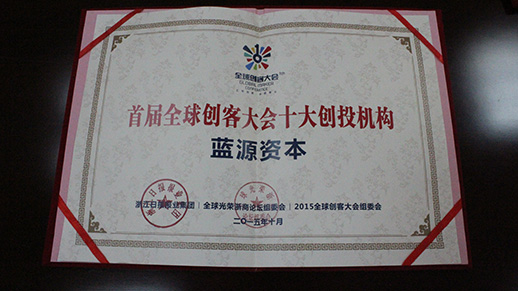 全球创客大会
GLOBAL MAKER
CONFERENCE
首届全球创客大会十大创投机构
蓝源资本
浙江日报报业集团 | 全球光荣浙商论坛组委会 | 2015全球创客大会组委会
二〇一五年十月